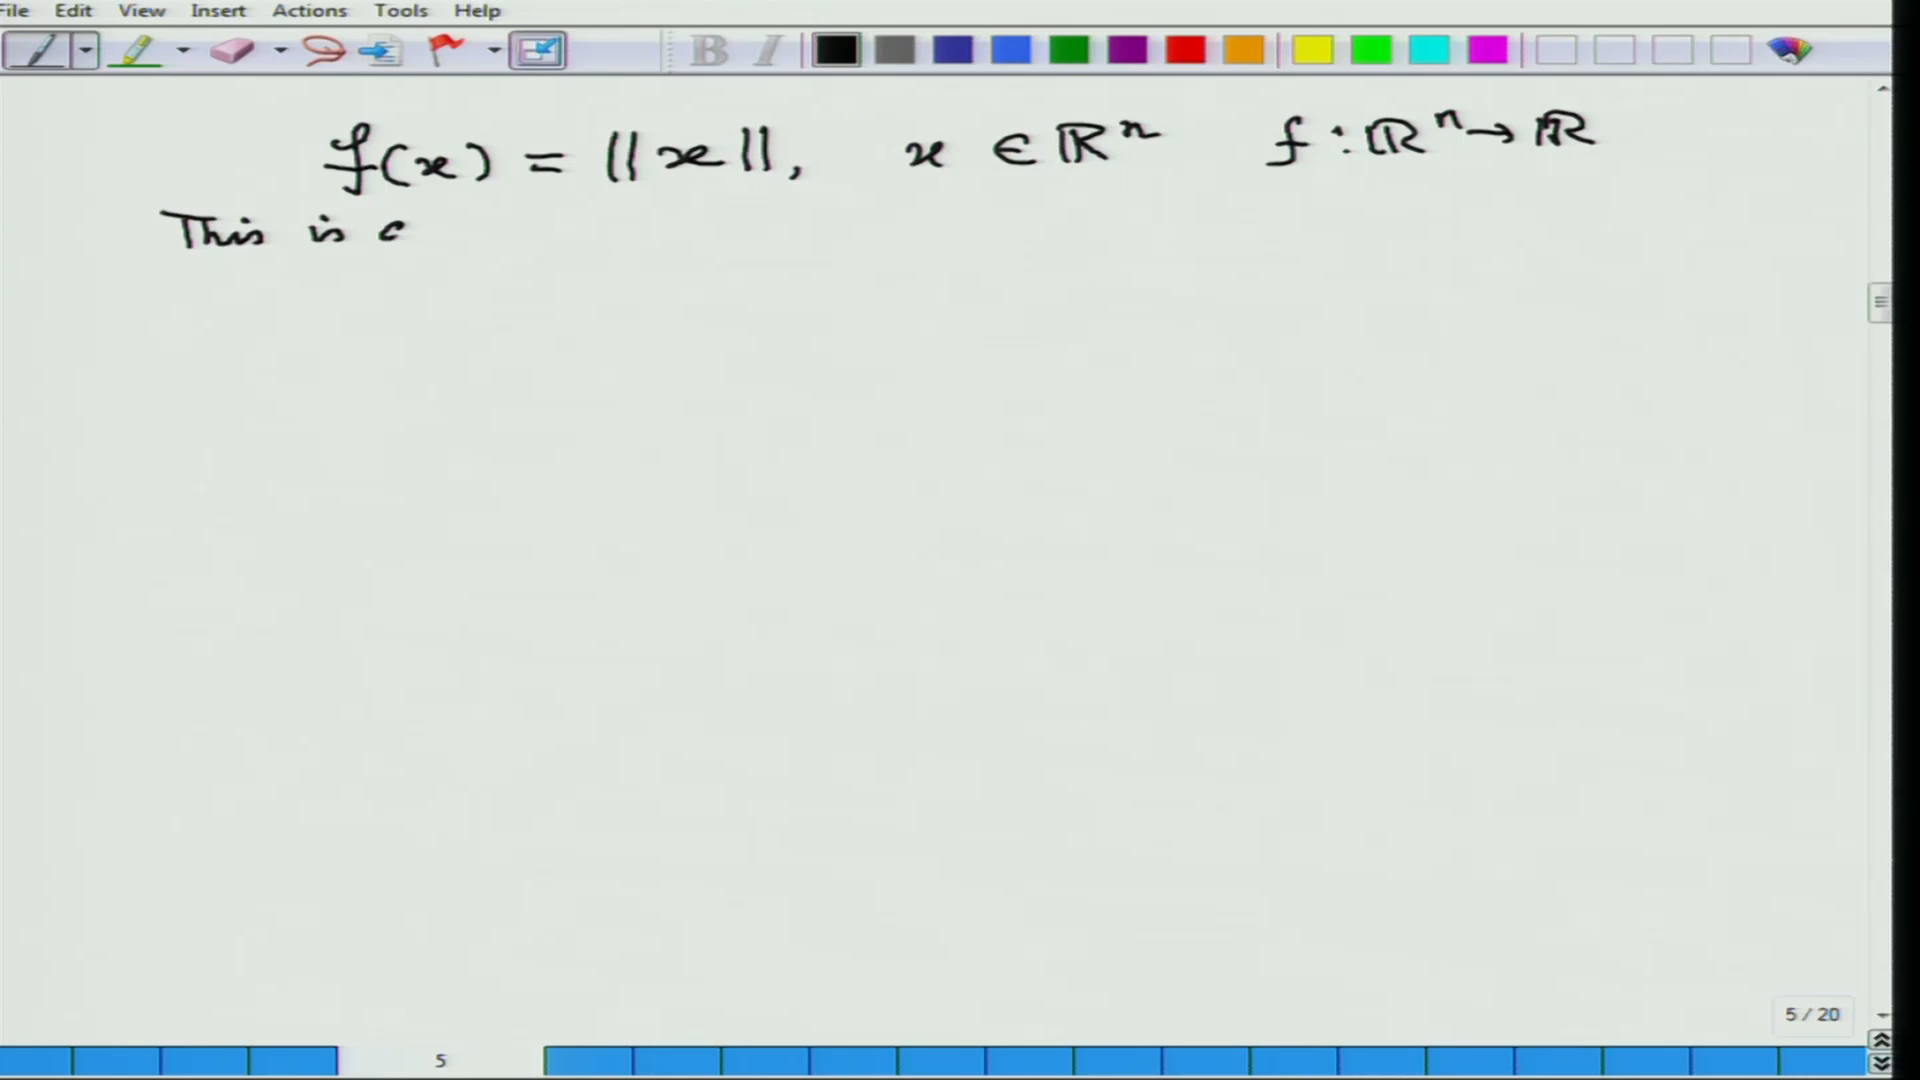 File Edit View Insert Actions Tools Help
B I
f(x) = ||x||, x ∈ ℝⁿ f : ℝⁿ → ℝ
This is c
5 / 20
5